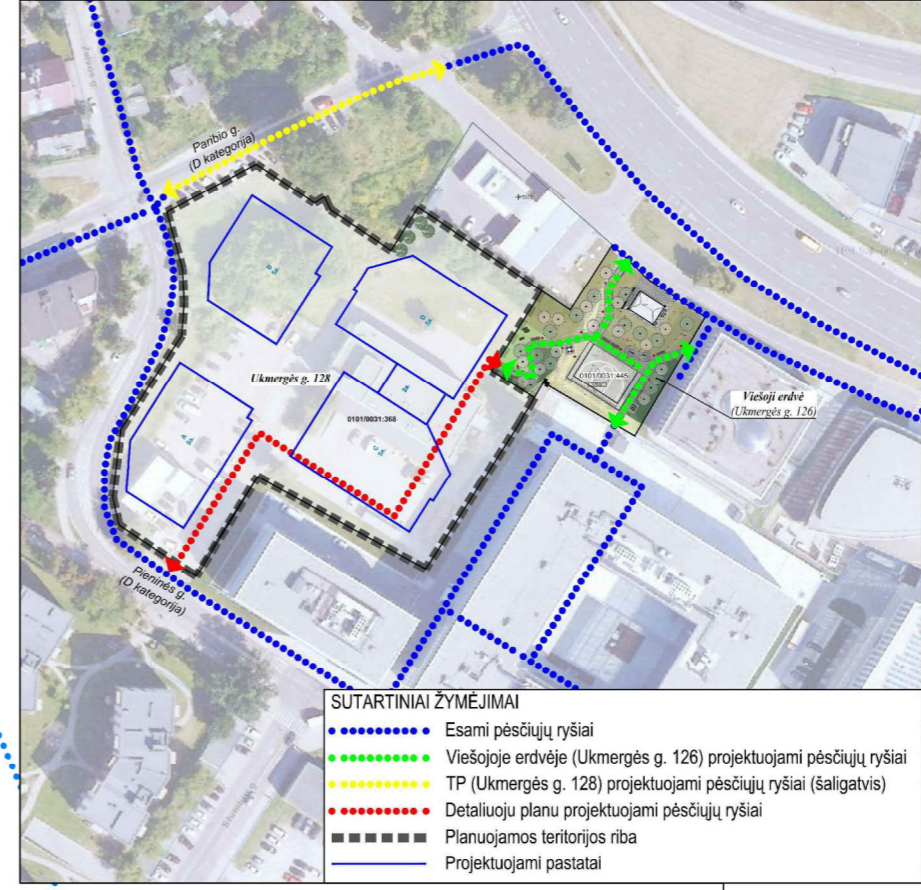 Paribio g.
(D kategorija)
Ukmergės g. 128
0101/0031:368
0101/0031:445
Viešoji erdvė
(Ukmergės g. 126)
Pieninės g.
(D kategorija)
SUTARTINIAI ŽYMĖJIMAI
Esami pėsčiųjų ryšiai
Viešojoje erdvėje (Ukmergės g. 126) projektuojami pėsčiųjų ryšiai
TP (Ukmergės g. 128) projektuojami pėsčiųjų ryšiai (šaligatvis)
Detaliuoju planu projektuojami pėsčiųjų ryšiai
Planuojamos teritorijos riba
Projektuojami pastatai